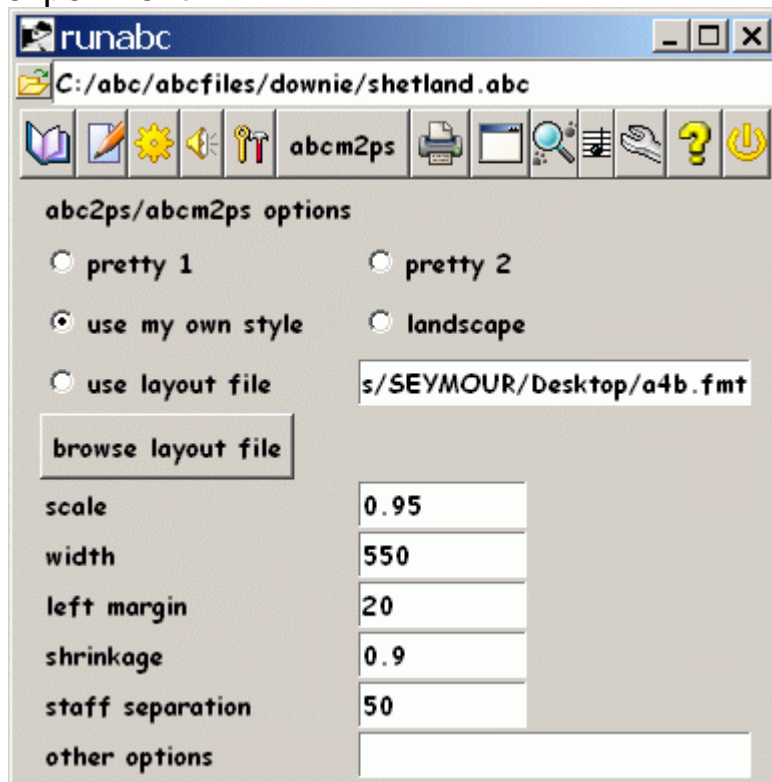 runabc
C:/abc/abcfiles/downie/shetland.abc
abcm2ps
abc2ps/abcm2ps options
pretty 1 pretty 2
use my own style landscape
use layout file s/SEYMOUR/Desktop/a4b.fmt
browse layout file
scale 0.95
width 550
left margin 20
shrinkage 0.9
staff separation 50
other options